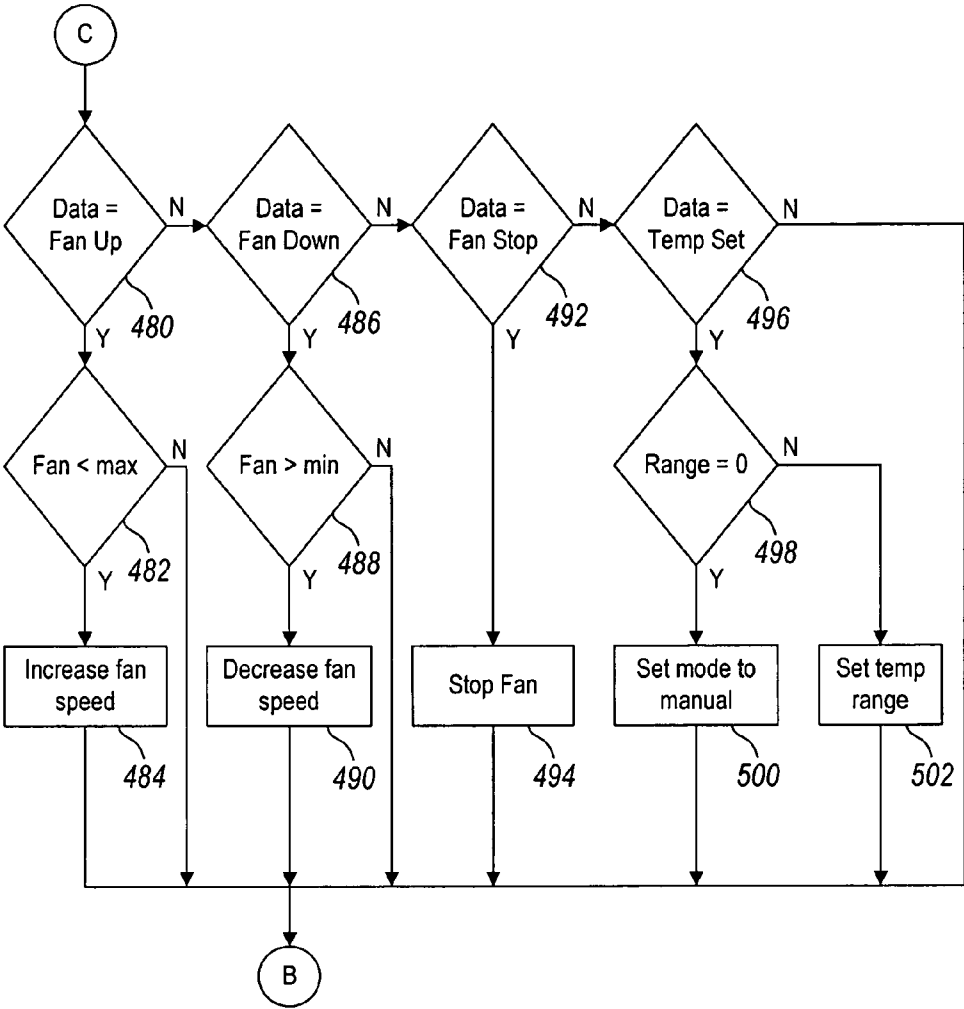 C
Data =
Fan Up
N
480
Y
Data =
Fan Down
N
486
Y
Data =
Fan Stop
N
492
Y
Data =
Temp Set
N
496
Y
Fan < max
N
482
Y
Fan > min
N
488
Y
Range = 0
N
498
Y
Increase fan
speed
484
Decrease fan
speed
490
Stop Fan
494
Set mode to
manual
500
Set temp
range
502
B